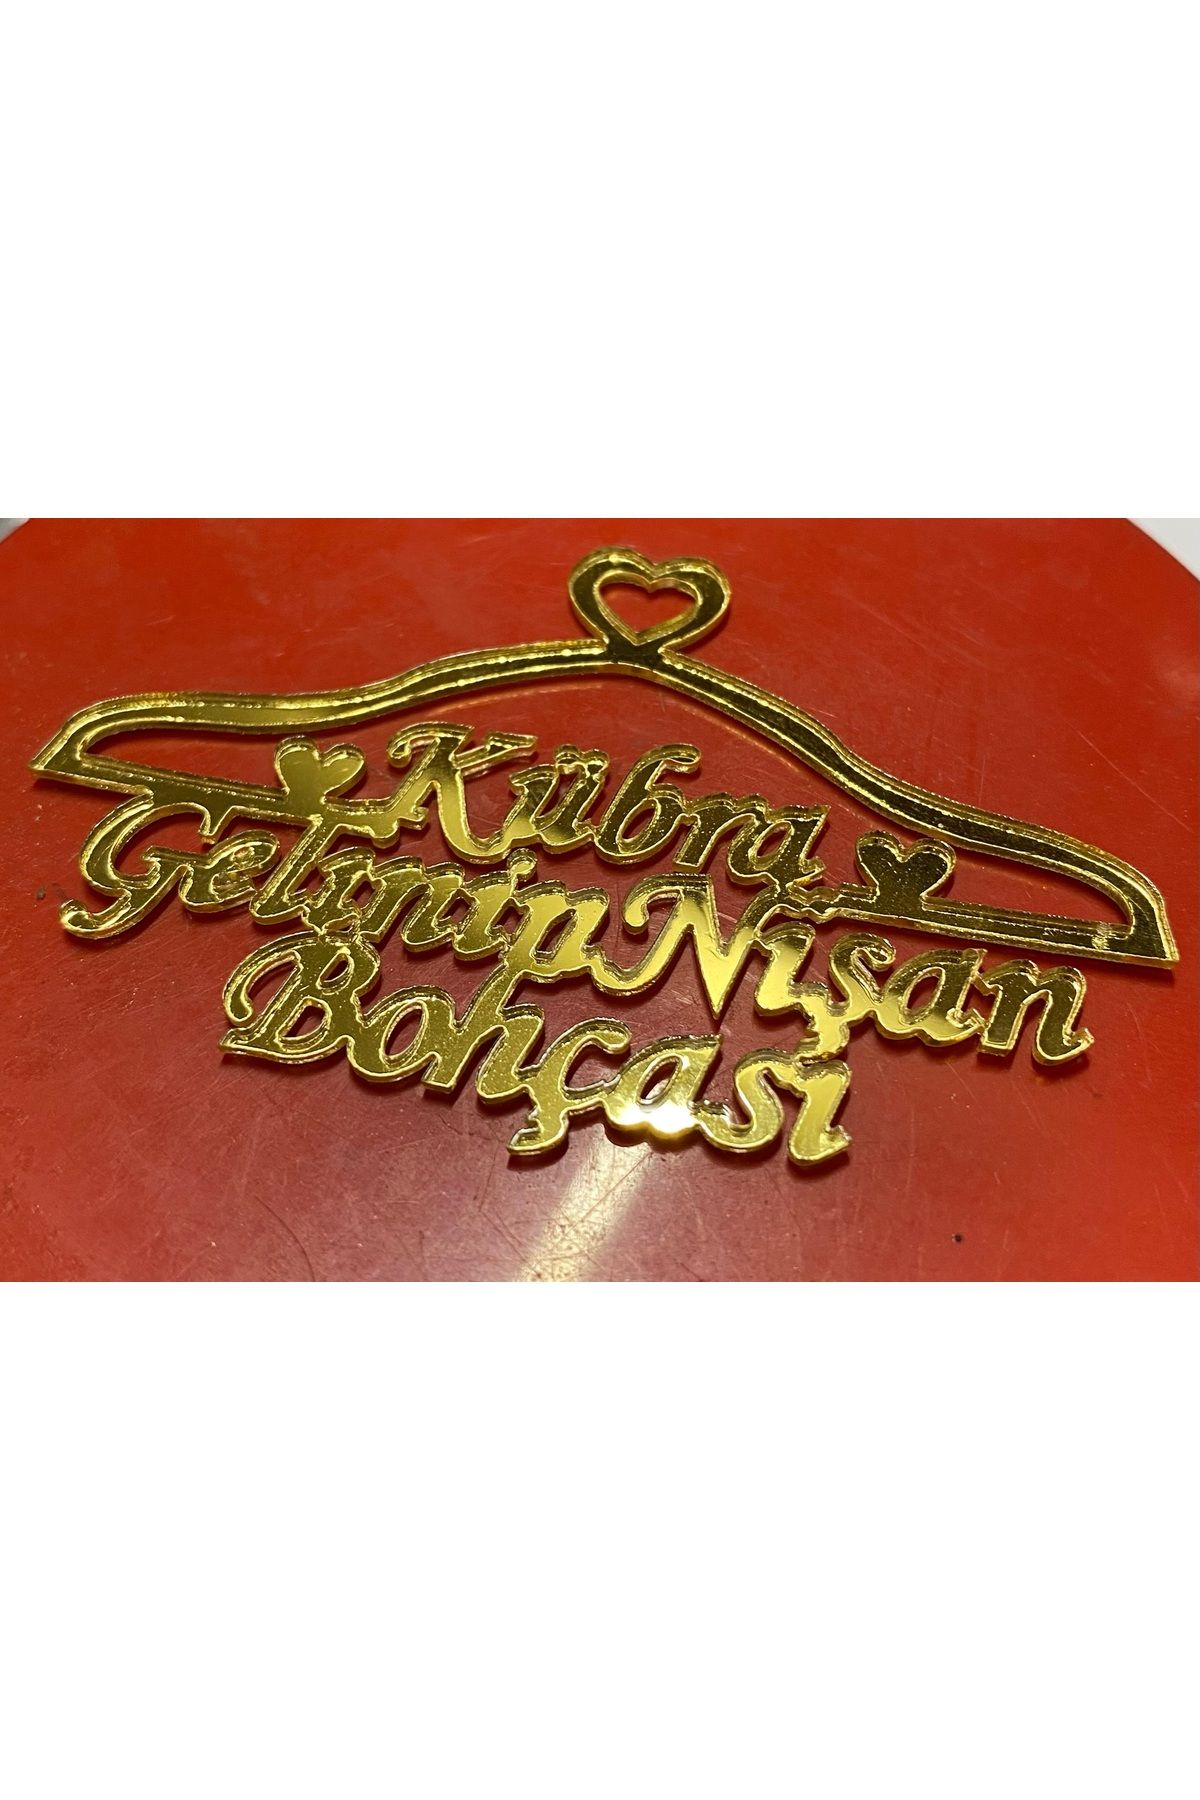 Kübra
Gelinin Nişan
Bohçası